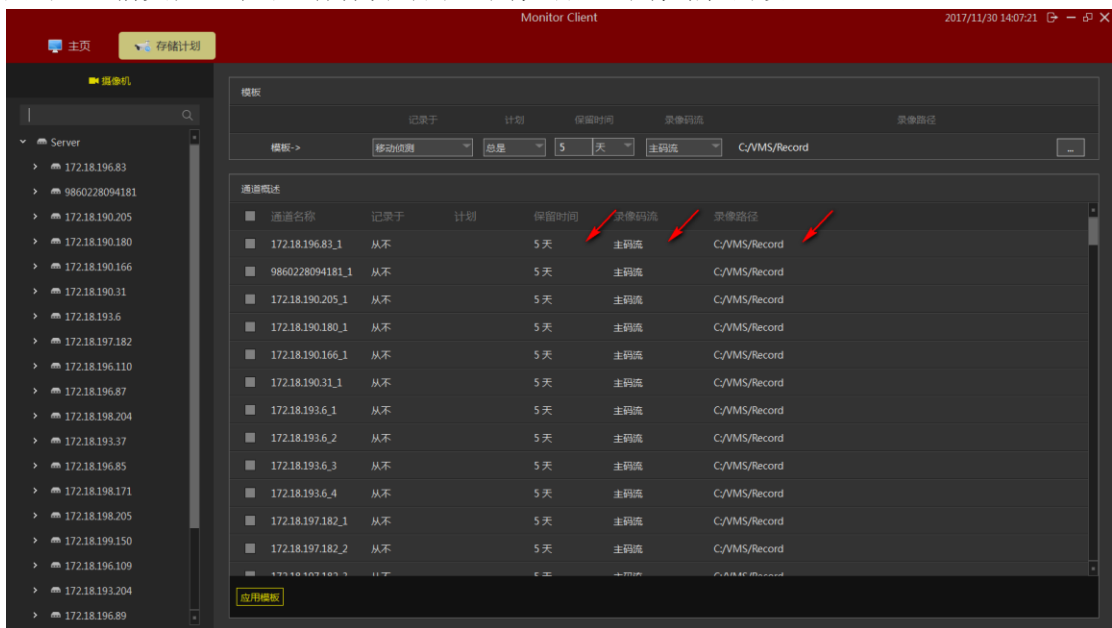 Monitor Client
2017/11/30 14:07:21
主页
存储计划
摄像机
Server
172.18.196.83
9860228094181
172.18.190.205
172.18.190.180
172.18.190.166
172.18.190.31
172.18.193.6
172.18.197.182
172.18.196.110
172.18.196.87
172.18.198.204
172.18.193.37
172.18.196.85
172.18.198.171
172.18.198.205
172.18.199.150
172.18.196.109
172.18.193.204
172.18.196.89
模板
记录于 计划 保留时间 录像码流 录像路径
模板-> 移动侦测 总是 5 天 主码流 C:/VMS/Record ...
通道概述
通道名称 记录于 计划 保留时间 录像码流 录像路径
172.18.196.83_1 从不 5 天 主码流 C:/VMS/Record
9860228094181_1 从不 5 天 主码流 C:/VMS/Record
172.18.190.205_1 从不 5 天 主码流 C:/VMS/Record
172.18.190.180_1 从不 5 天 主码流 C:/VMS/Record
172.18.190.166_1 从不 5 天 主码流 C:/VMS/Record
172.18.190.31_1 从不 5 天 主码流 C:/VMS/Record
172.18.193.6_1 从不 5 天 主码流 C:/VMS/Record
172.18.193.6_2 从不 5 天 主码流 C:/VMS/Record
172.18.193.6_3 从不 5 天 主码流 C:/VMS/Record
172.18.193.6_4 从不 5 天 主码流 C:/VMS/Record
172.18.197.182_1 从不 5 天 主码流 C:/VMS/Record
172.18.197.182_2 从不 5 天 主码流 C:/VMS/Record
应用模板